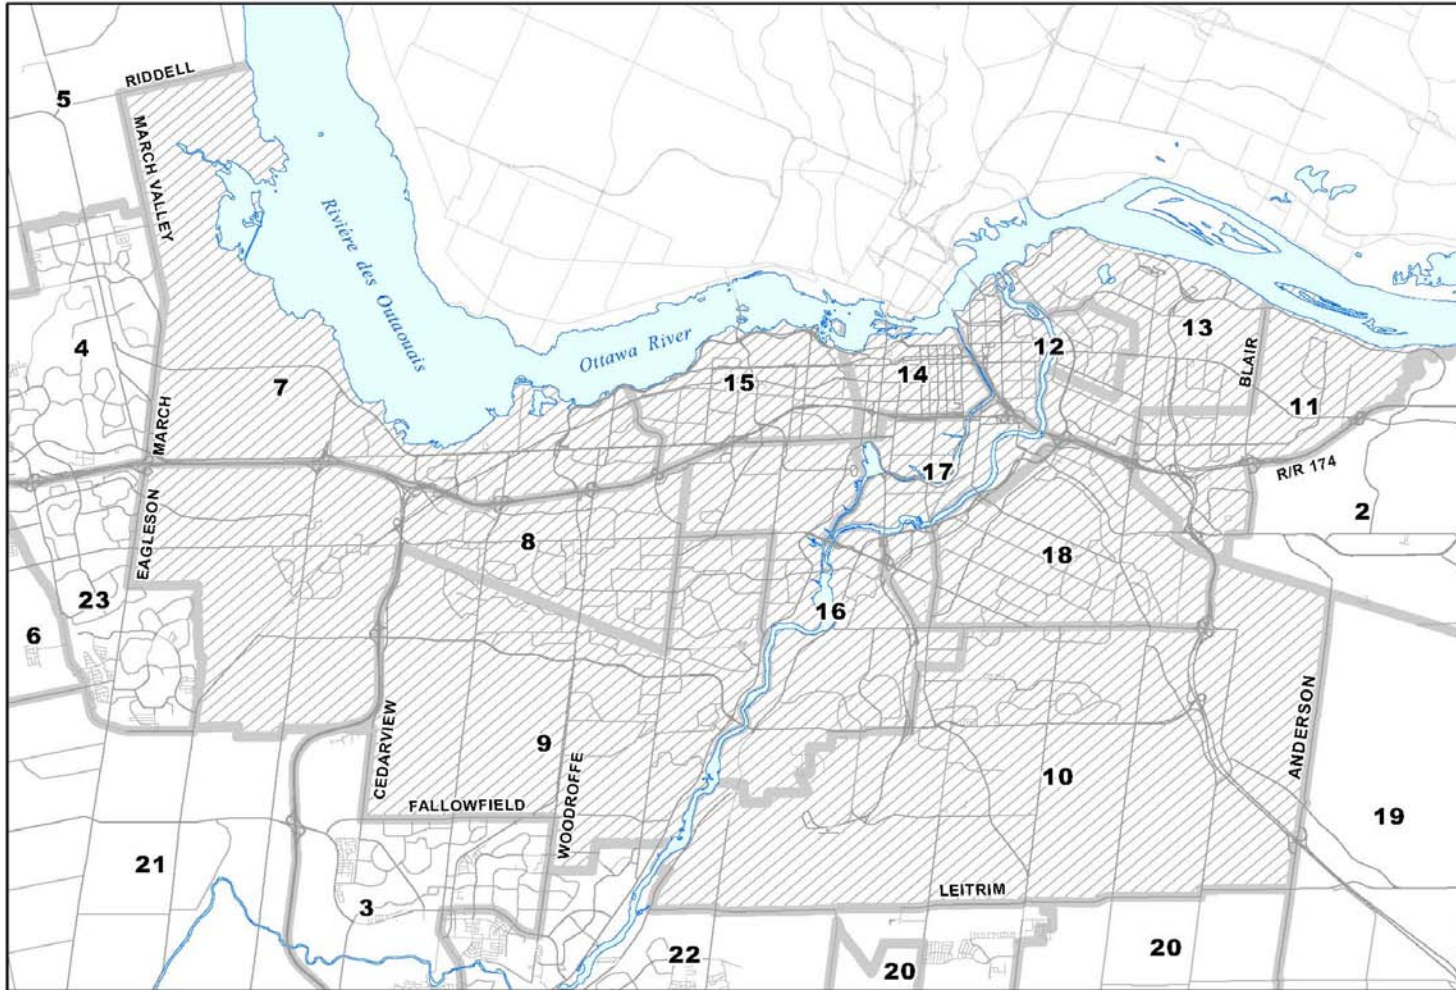 RIDDELL
5
MARCH VALLEY
Rivière des Outaouais
Ottawa River
4
7
15
14
12
13
BLAIR
11
MARCH
17
R/R 174
2
EAGLESON
8
18
23
6
16
CEDARVIEW
9
WOODROFFE
ANDERSON
10
FALLOWFIELD
19
21
3
LEITRIM
22
20
20